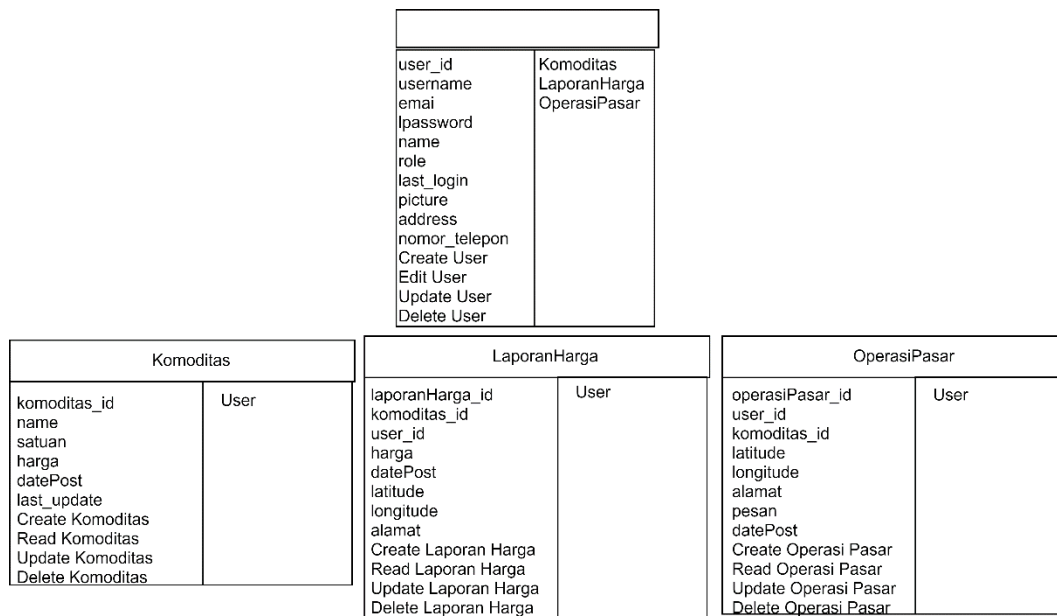 user_id
username
emai
lpassword
name
role
last_login
picture
address
nomor_telepon
Create User
Edit User
Update User
Delete User
Komoditas
LaporanHarga
OperasiPasar
Komoditas
komoditas_id
name
satuan
harga
datePost
last_update
Create Komoditas
Read Komoditas
Update Komoditas
Delete Komoditas
User
LaporanHarga
laporanHarga_id
komoditas_id
user_id
harga
datePost
latitude
longitude
alamat
Create Laporan Harga
Read Laporan Harga
Update Laporan Harga
Delete Laporan Harga
User
OperasiPasar
operasiPasar_id
user_id
komoditas_id
latitude
longitude
alamat
pesan
datePost
Create Operasi Pasar
Read Operasi Pasar
Update Operasi Pasar
Delete Operasi Pasar
User